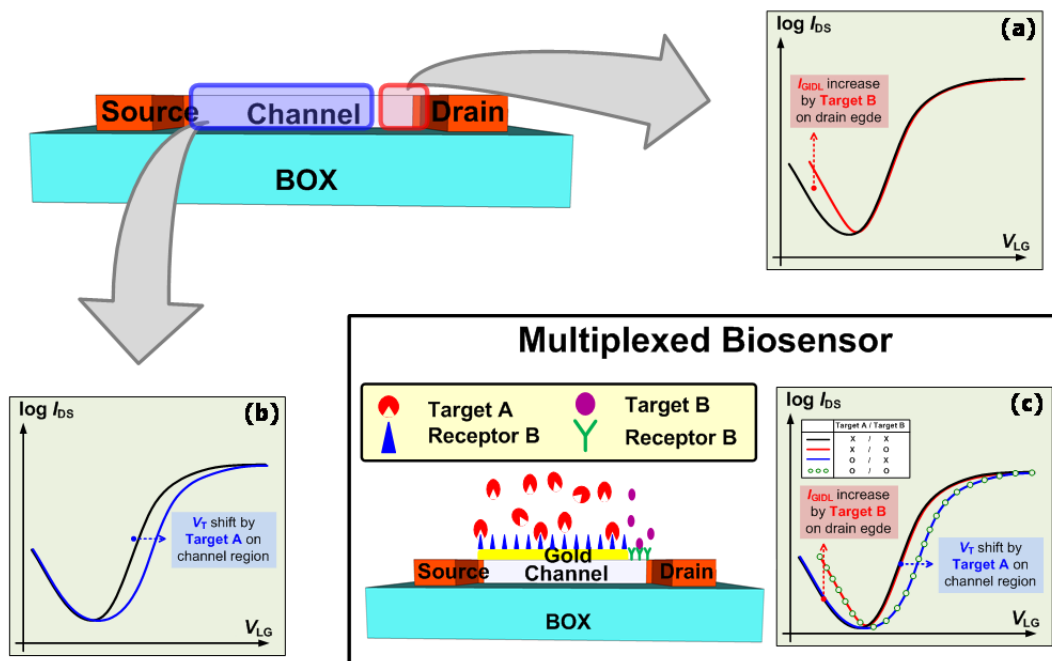 log IDS
(a)
IGIDL increase
by Target B
on drain egde
VLG
Source
Channel
Drain
BOX
log IDS
(b)
VT shift by
Target A on
channel region
VLG
Multiplexed Biosensor
Target A
Receptor B
Target B
Receptor B
Gold
Source
Channel
Drain
BOX
log IDS
(c)
Target A / Target B
X / X
X / O
O / X
O / O
IGIDL increase
by Target B
on drain egde
VT shift by
Target A on
channel region
VLG